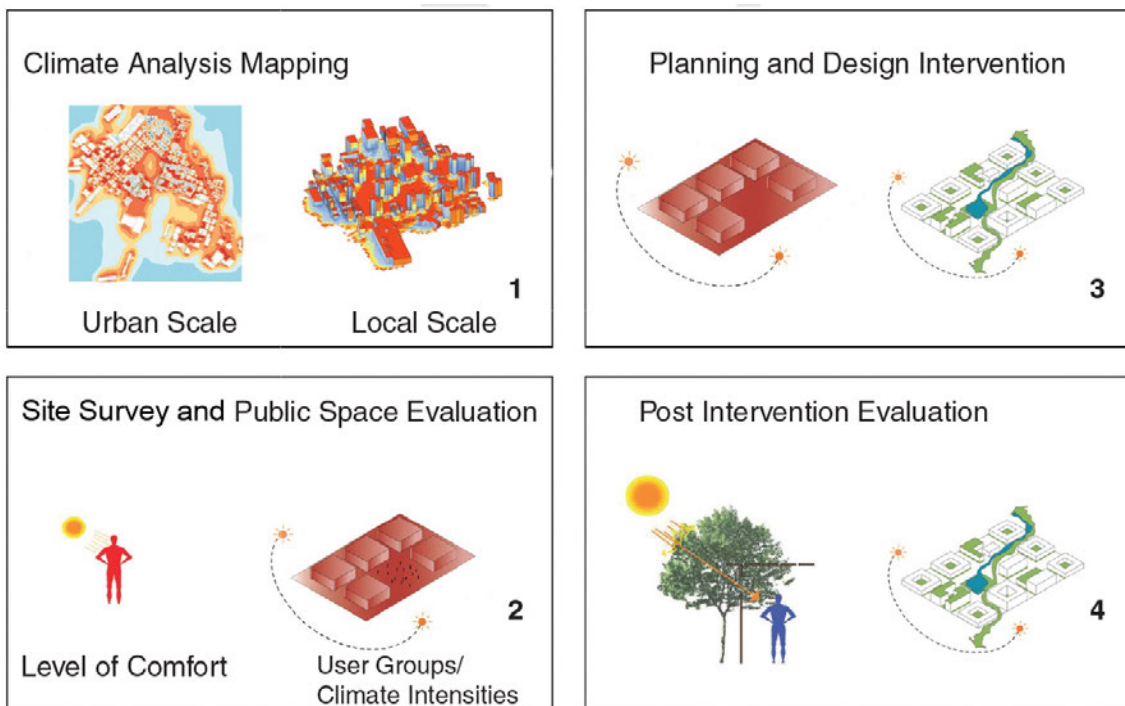 Climate Analysis Mapping
Urban Scale
Local Scale
1
Site Survey and Public Space Evaluation
Level of Comfort
User Groups/
Climate Intensities
2
Planning and Design Intervention
3
Post Intervention Evaluation
4